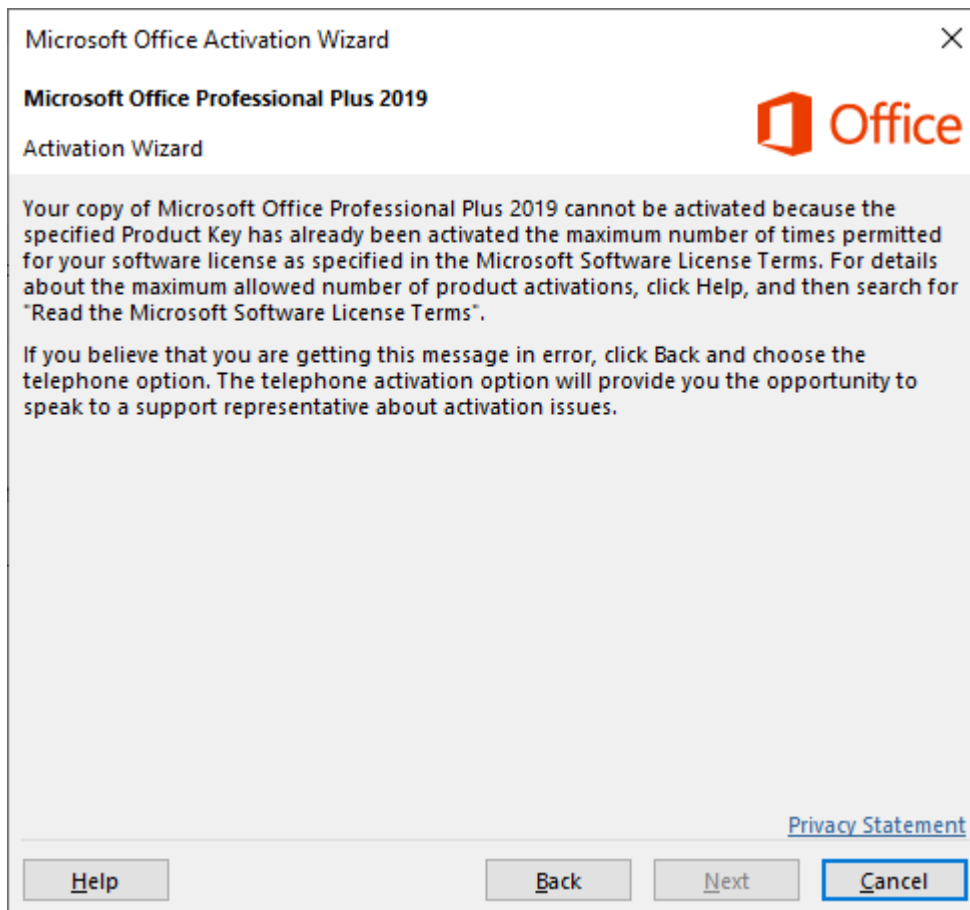 Microsoft Office Activation Wizard
Microsoft Office Professional Plus 2019
Office
Activation Wizard
Your copy of Microsoft Office Professional Plus 2019 cannot be activated because the
specified Product Key has already been activated the maximum number of times permitted
for your software license as specified in the Microsoft Software License Terms. For details
about the maximum allowed number of product activations, click Help, and then search for
"Read the Microsoft Software License Terms".
If you believe that you are getting this message in error, click Back and choose the
telephone option. The telephone activation option will provide you the opportunity to
speak to a support representative about activation issues.
Privacy Statement
Help Back Next Cancel